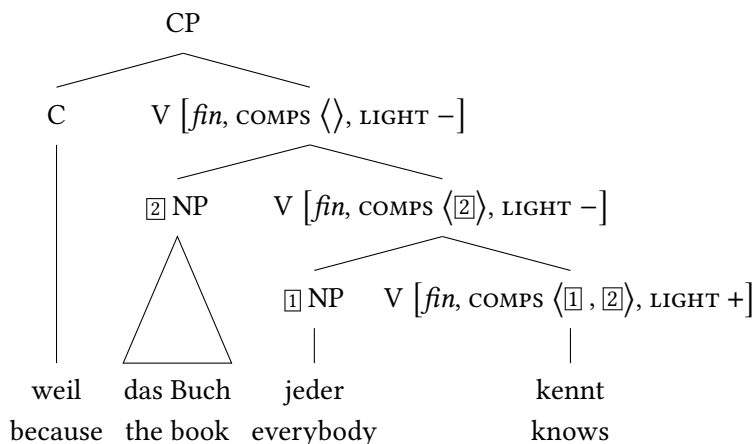 CP
C V [fin, COMPS ⟨⟩, LIGHT −]
[2] NP V [fin, COMPS ⟨[2]⟩, LIGHT −]
[1] NP V [fin, COMPS ⟨[1] , [2]⟩, LIGHT +]
weil das Buch jeder kennt
because the book everybody knows